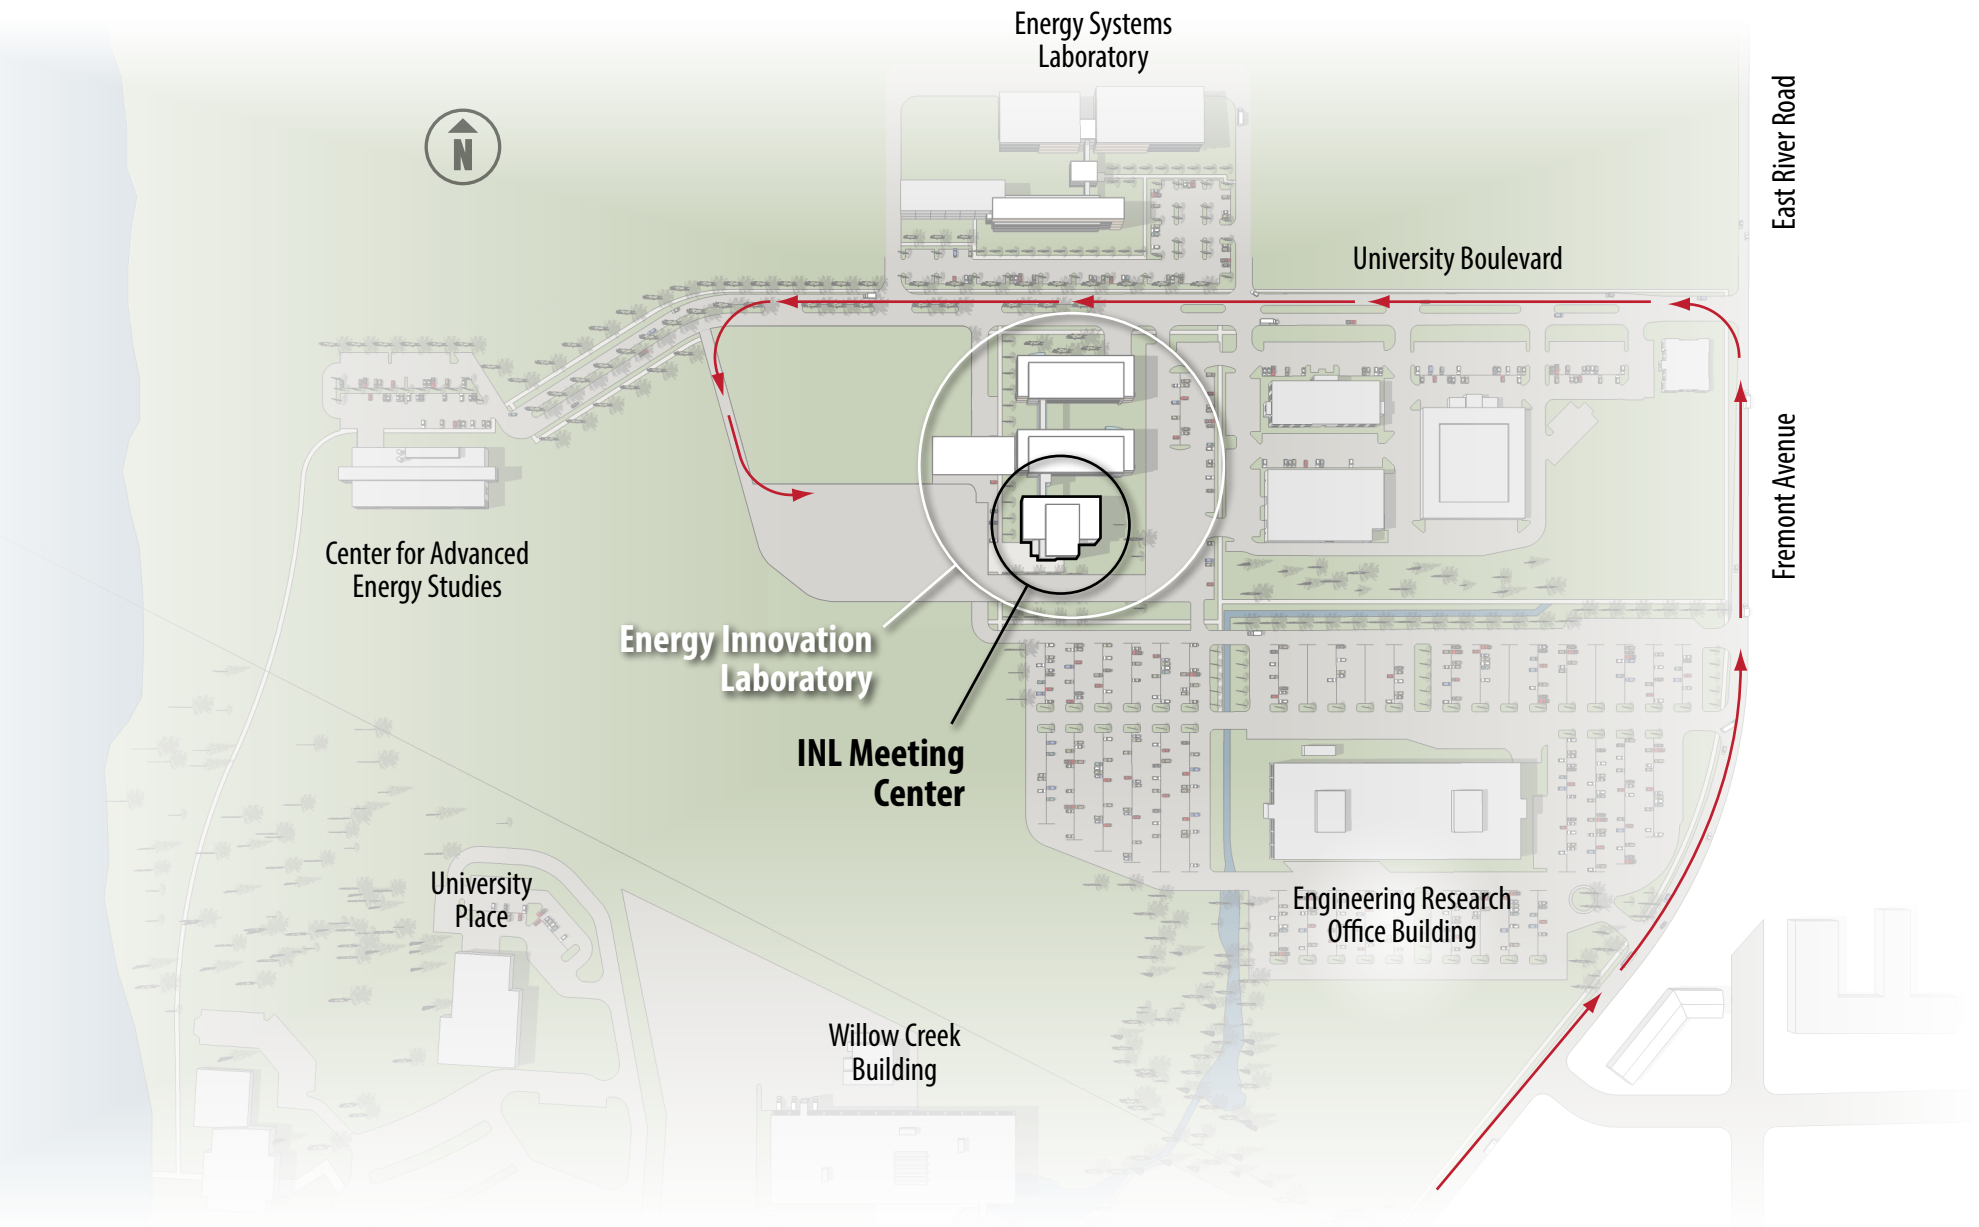 Energy Systems
Laboratory
N
East River Road
University Boulevard
Fremont Avenue
Center for Advanced
Energy Studies
Energy Innovation
Laboratory
INL Meeting
Center
University
Place
Engineering Research
Office Building
Willow Creek
Building